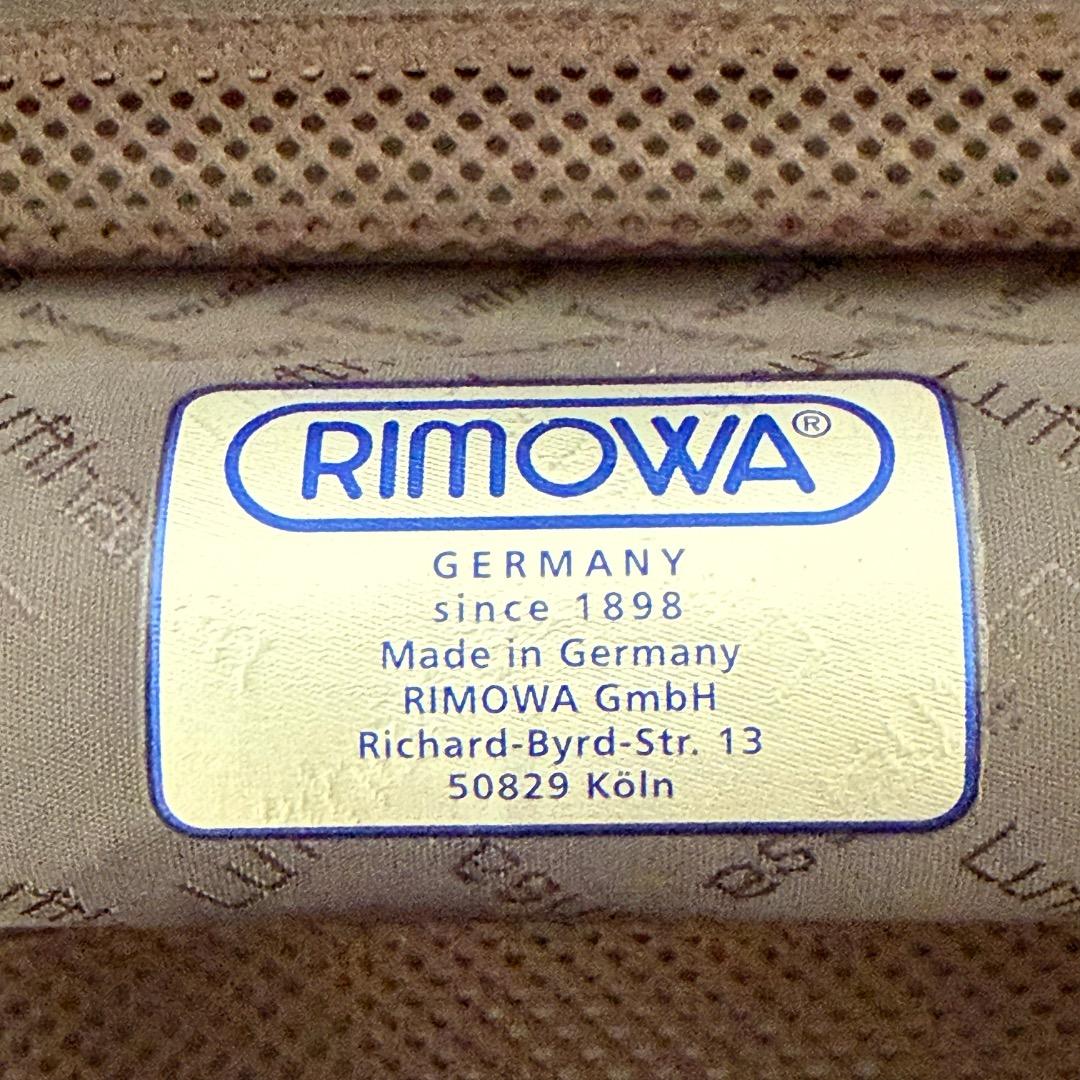 RIMOWA®
GERMANY
since 1898
Made in Germany
RIMOWA GmbH
Richard-Byrd-Str. 13
50829 Köln